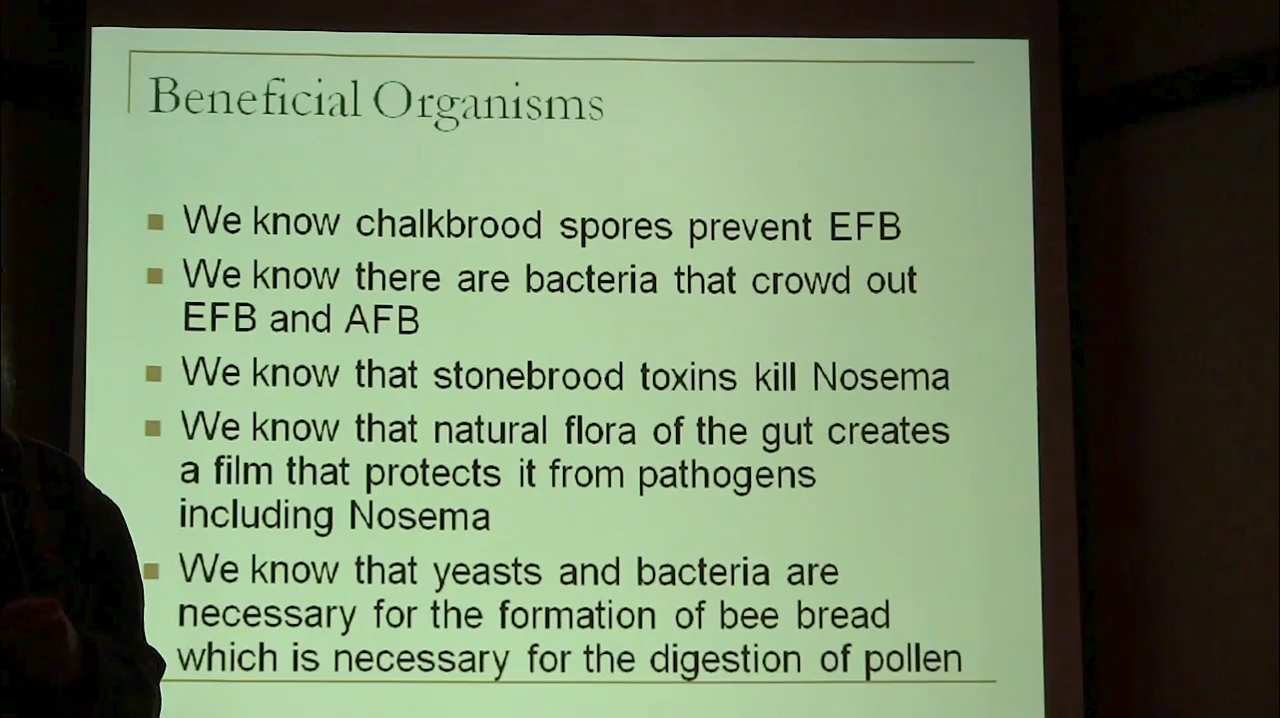 Beneficial Organisms
We know chalkbrood spores prevent EFB
We know there are bacteria that crowd out
EFB and AFB
We know that stonebrood toxins kill Nosema
We know that natural flora of the gut creates
a film that protects it from pathogens
including Nosema
We know that yeasts and bacteria are
necessary for the formation of bee bread
which is necessary for the digestion of pollen